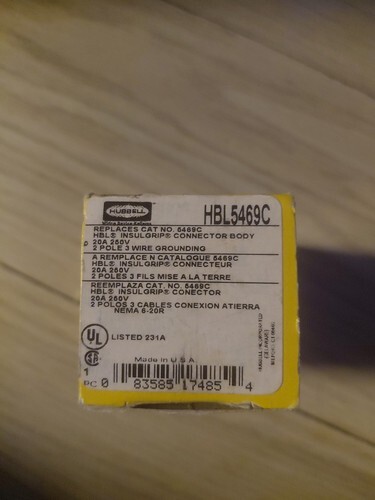 HUBBELL
HBL5469C
REPLACES CAT NO. 5469C
HBL® INSULGRIP® CONNECTOR BODY
20A 250V
2 POLE 3 WIRE GROUNDING
A REMPLACE N CATALOGUE 5469C
HBL® INSULGRIP® CONNECTEUR
20A 250V
2 POLES 3 FILS MISE A LA TERRE
REEMPLAZA CAT. NO. 5469C
HBL® INSULGRIP® CONECTOR
20A 250V
2 POLOS 3 CABLES CONEXION ATIERRA
NEMA 6-20R
UL
LISTED 231A
Made in U.S.A.
1
PC
0 83585 17485 4